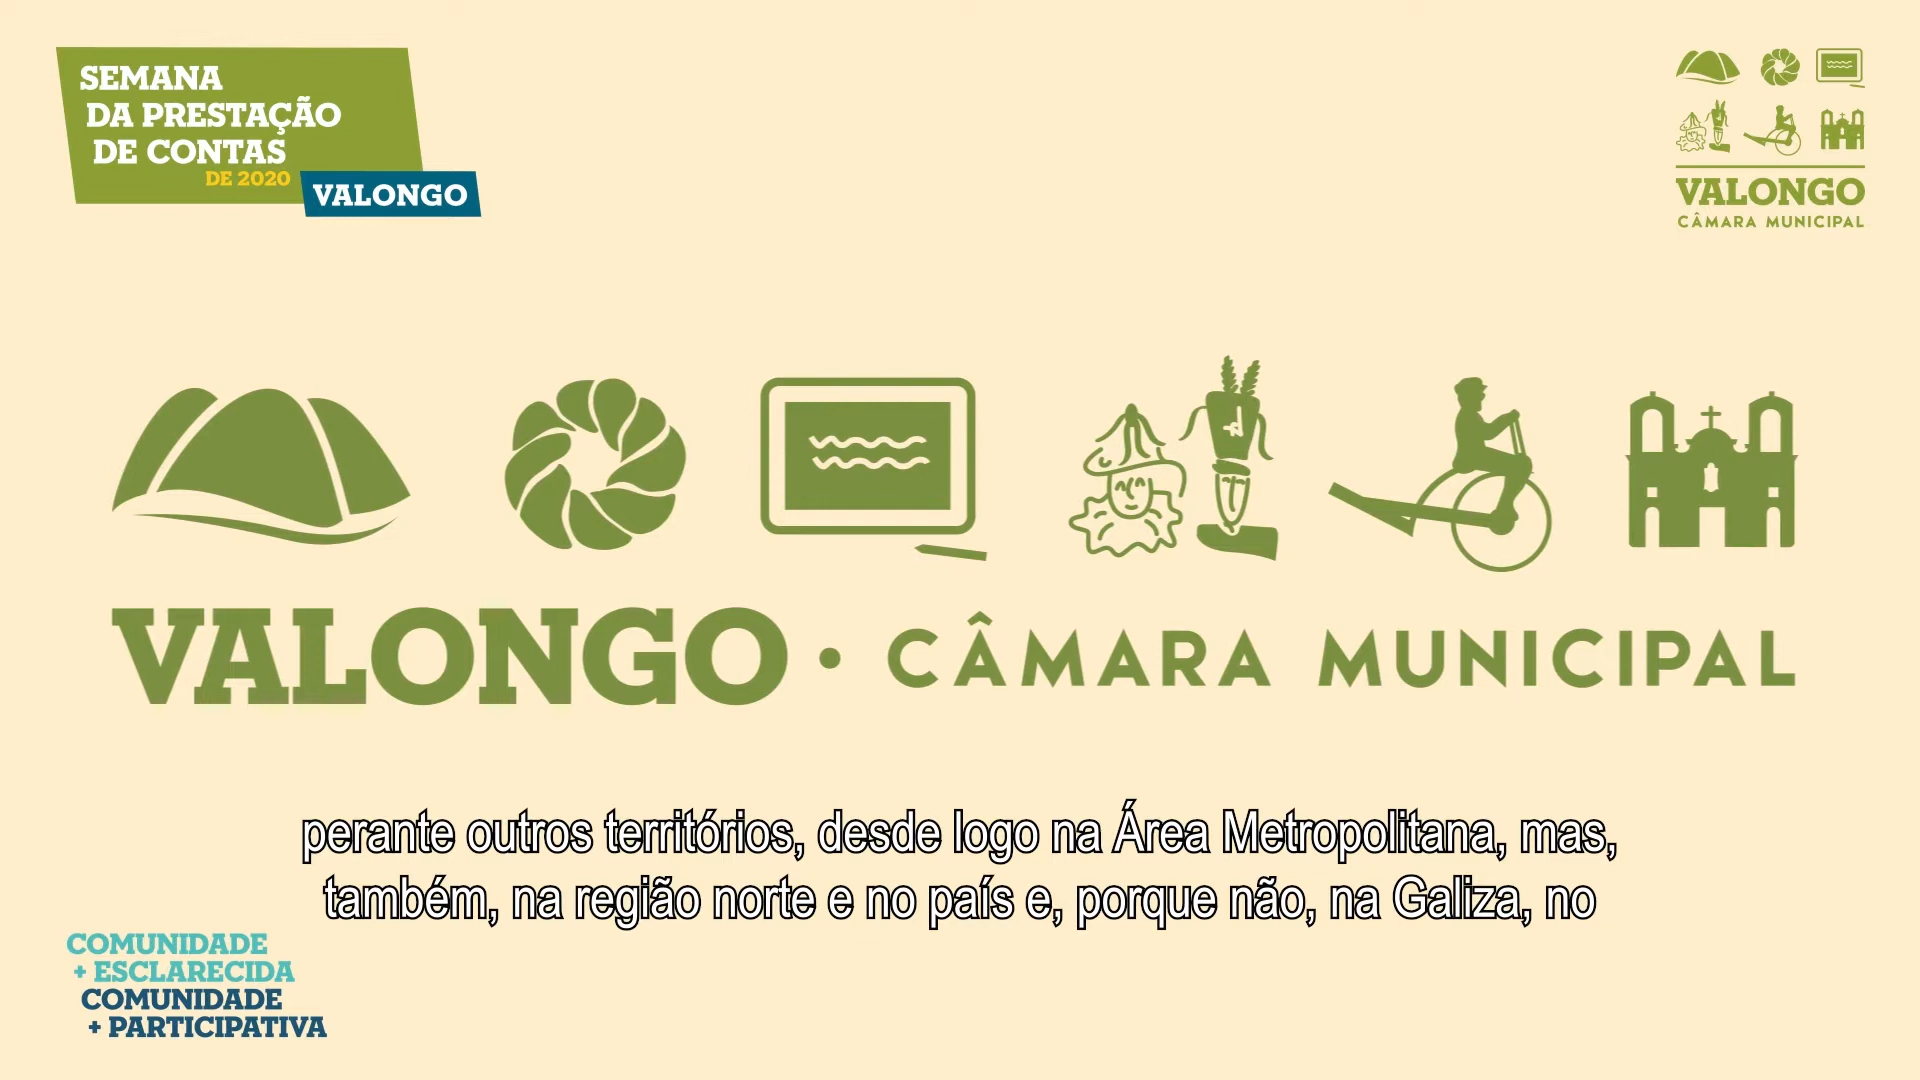 SEMANA
DA PRESTAÇÃO
DE CONTAS
DE 2020
VALONGO
VALONGO
CÂMARA MUNICIPAL
VALONGO • CÂMARA MUNICIPAL
perante outros territórios, desde logo na Área Metropolitana, mas,
também, na região norte e no país e, porque não, na Galiza, no
COMUNIDADE
+ ESCLARECIDA
COMUNIDADE
+ PARTICIPATIVA